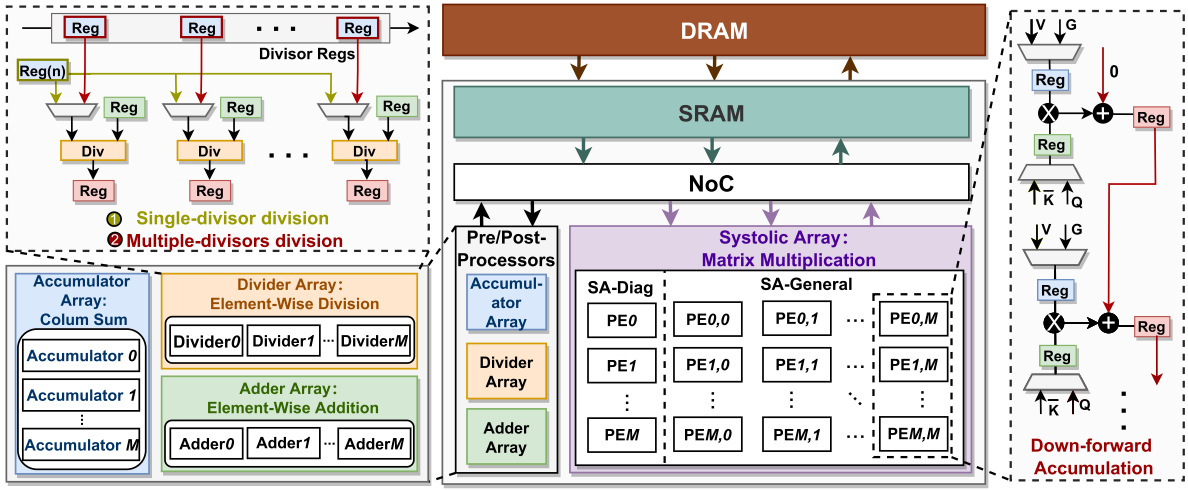 Reg
Reg
Reg
Divisor Regs
Reg(n)
Reg
Reg
Reg
Div
Div
Div
Reg
Reg
Reg
1 Single-divisor division
2 Multiple-divisors division
DRAM
SRAM
NoC
Pre/Post-
Processors
Accumul-
ator
Array
Divider
Array
Adder
Array
Systolic Array:
Matrix Multiplication
SA-Diag
SA-General
PE0
PE0,0
PE0,1
...
PE0,M
PE1
PE1,0
PE1,1
PE1,M
PEM
PEM,0
PEM,1
...
PEM,M
Accumulator
Array:
Colum Sum
Accumulator 0
Accumulator 1
Accumulator M
Divider Array:
Element-Wise Division
Divider0
Divider1
...
DividerM
Adder Array:
Element-Wise Addition
Adder0
Adder1
...
AdderM
V
G
Reg
0
X
+
Reg
Reg
K̅
Q
V
G
Reg
X
+
Reg
Reg
K̅
Q
Down-forward
Accumulation